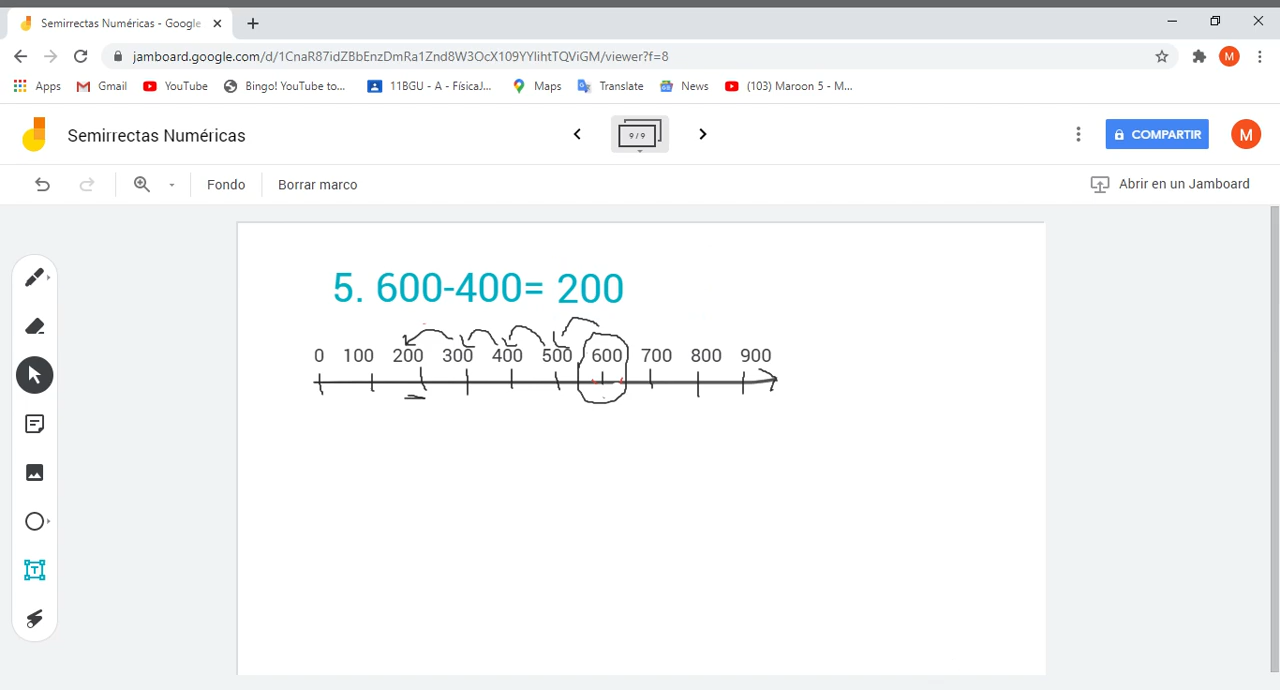 Semirrectas Numéricas - Google
jamboard.google.com/d/1CnaR87idZBbEnzDmRa1Znd8W3OcX109YYlihtTQViGM/viewer?f=8
M
Apps Gmail YouTube Bingo! YouTube to... 11BGU - A - FísicaJ... Maps Translate News (103) Maroon 5 - M...
Semirrectas Numéricas
9/9
COMPARTIR
M
Fondo Borrar marco
Abrir en un Jamboard
5. 600-400= 200
0 100 200 300 400 500 600 700 800 900
T